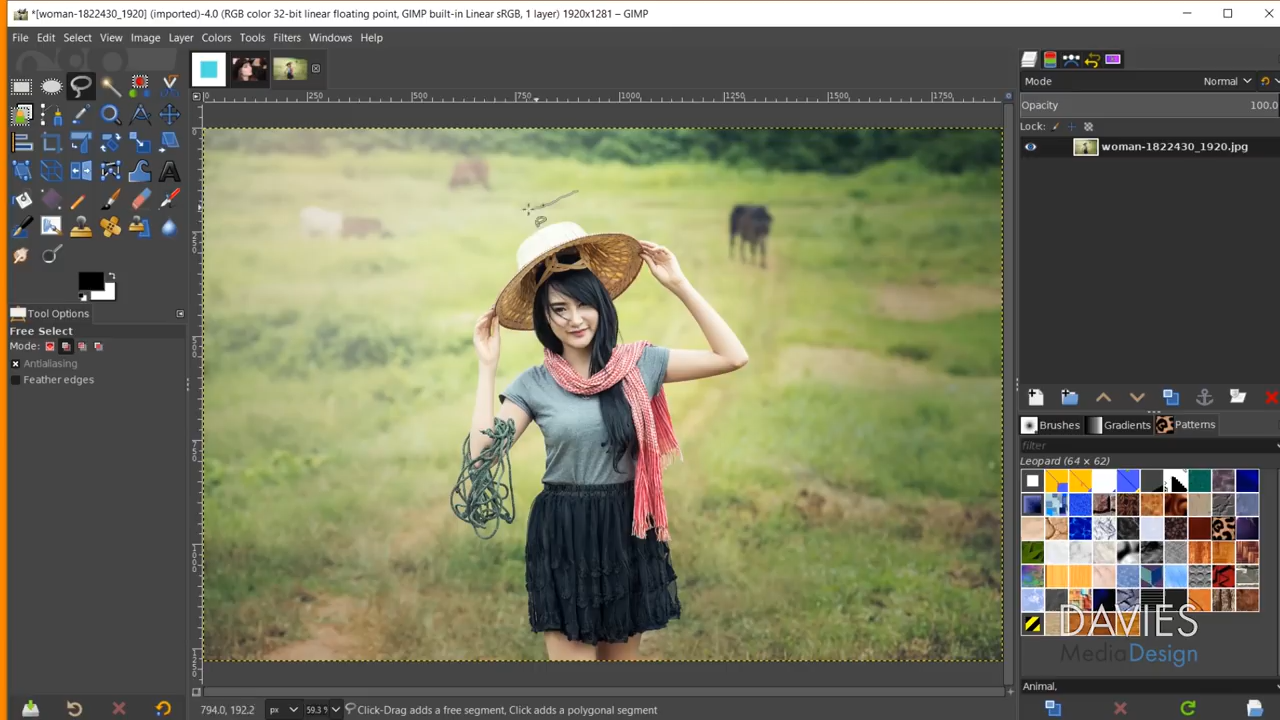 *[woman-1822430_1920] (imported)-4.0 (RGB color 32-bit linear floating point, GIMP built-in Linear sRGB, 1 layer) 1920x1281 – GIMP
File Edit Select View Image Layer Colors Tools Filters Windows Help
Mode Normal
0 250 500 750 1000 1250 1500 1750
Opacity 100.0
Lock:
woman-1822430_1920.jpg
Tool Options
Free Select
Mode:
Antialiasing
Feather edges
Brushes Gradients Patterns
filter
Leopard (64 × 62)
DAVIES
MediaDesign
Animal,
794.0, 192.2 px 59.3 % Click-Drag adds a free segment, Click adds a polygonal segment